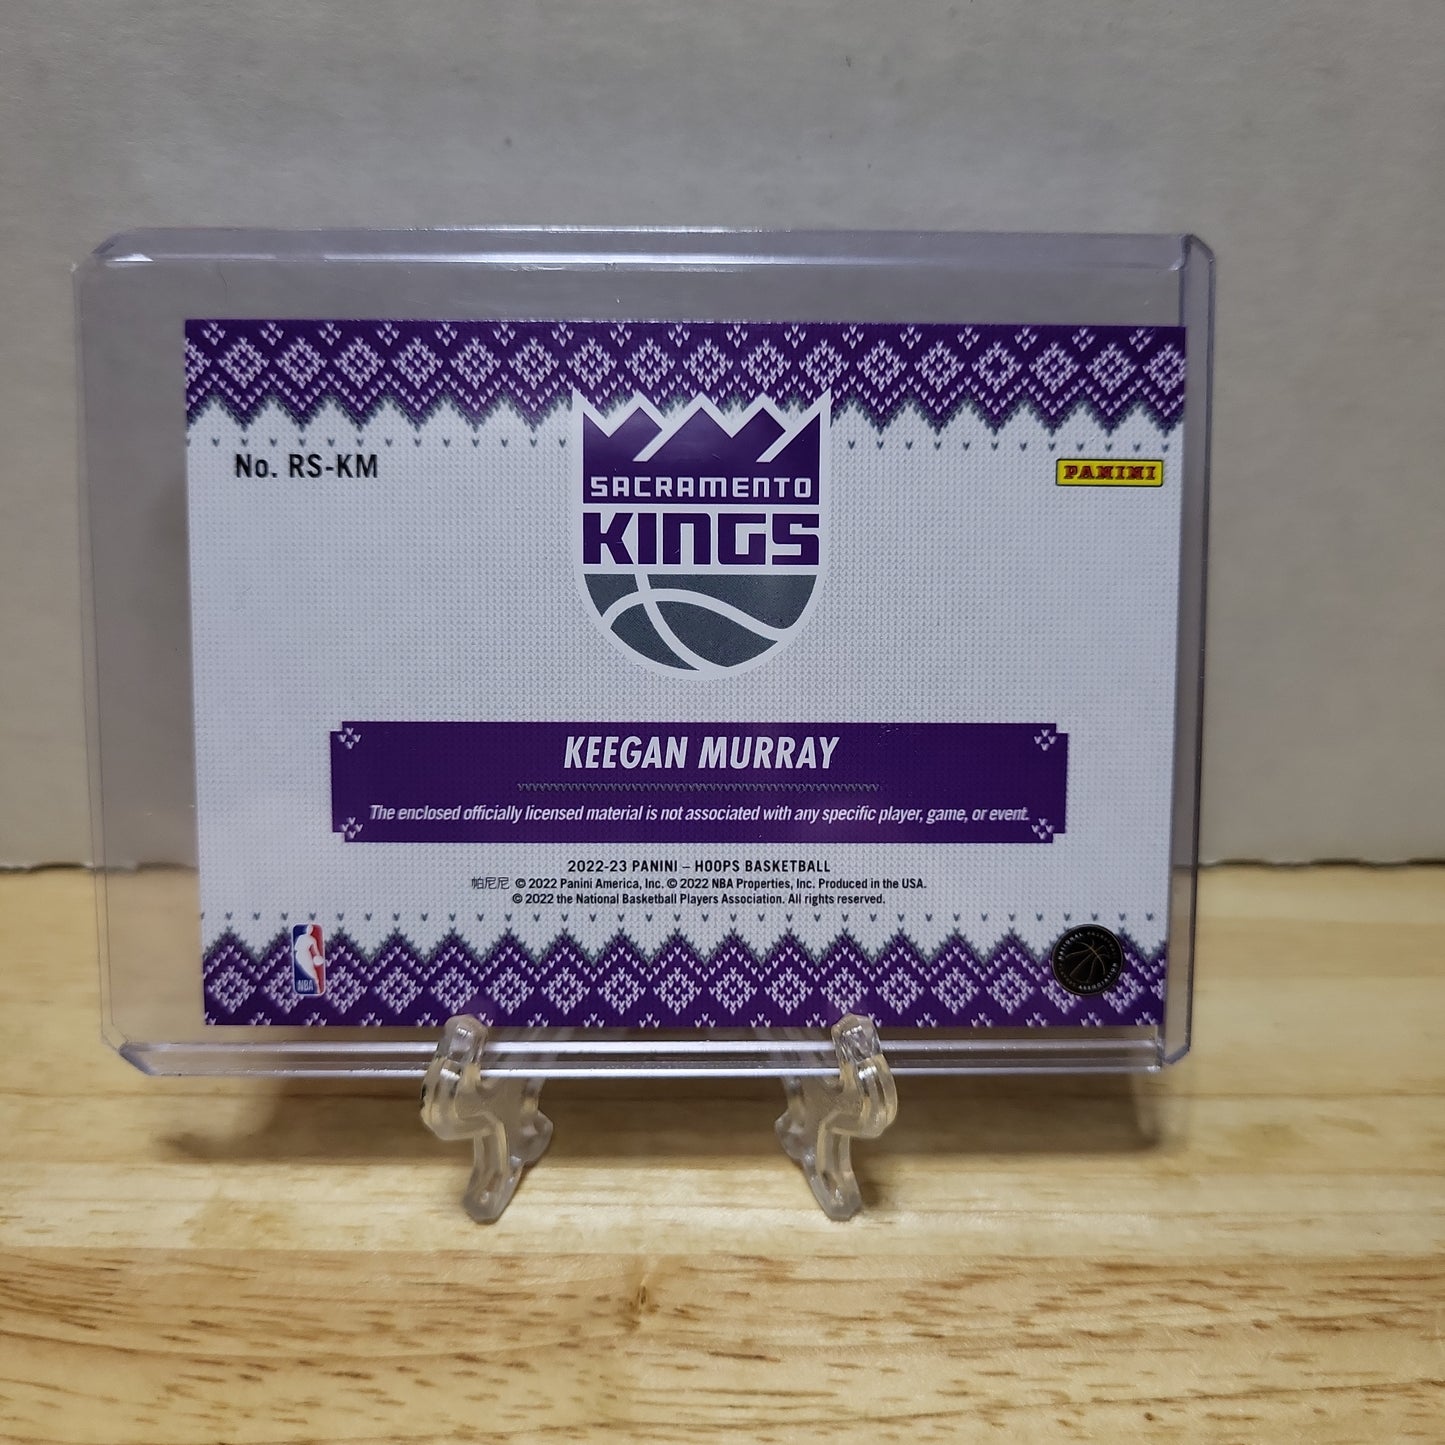 No. RS-KM
PANINI
SACRAMENTO
KINGS
KEEGAN MURRAY
The enclosed officially licensed material is not associated with any specific player, game, or event.
2022-23 PANINI – HOOPS BASKETBALL
帕尼尼 © 2022 Panini America, Inc. © 2022 NBA Properties, Inc. Produced in the USA.
© 2022 the National Basketball Players Association. All rights reserved.
NBA